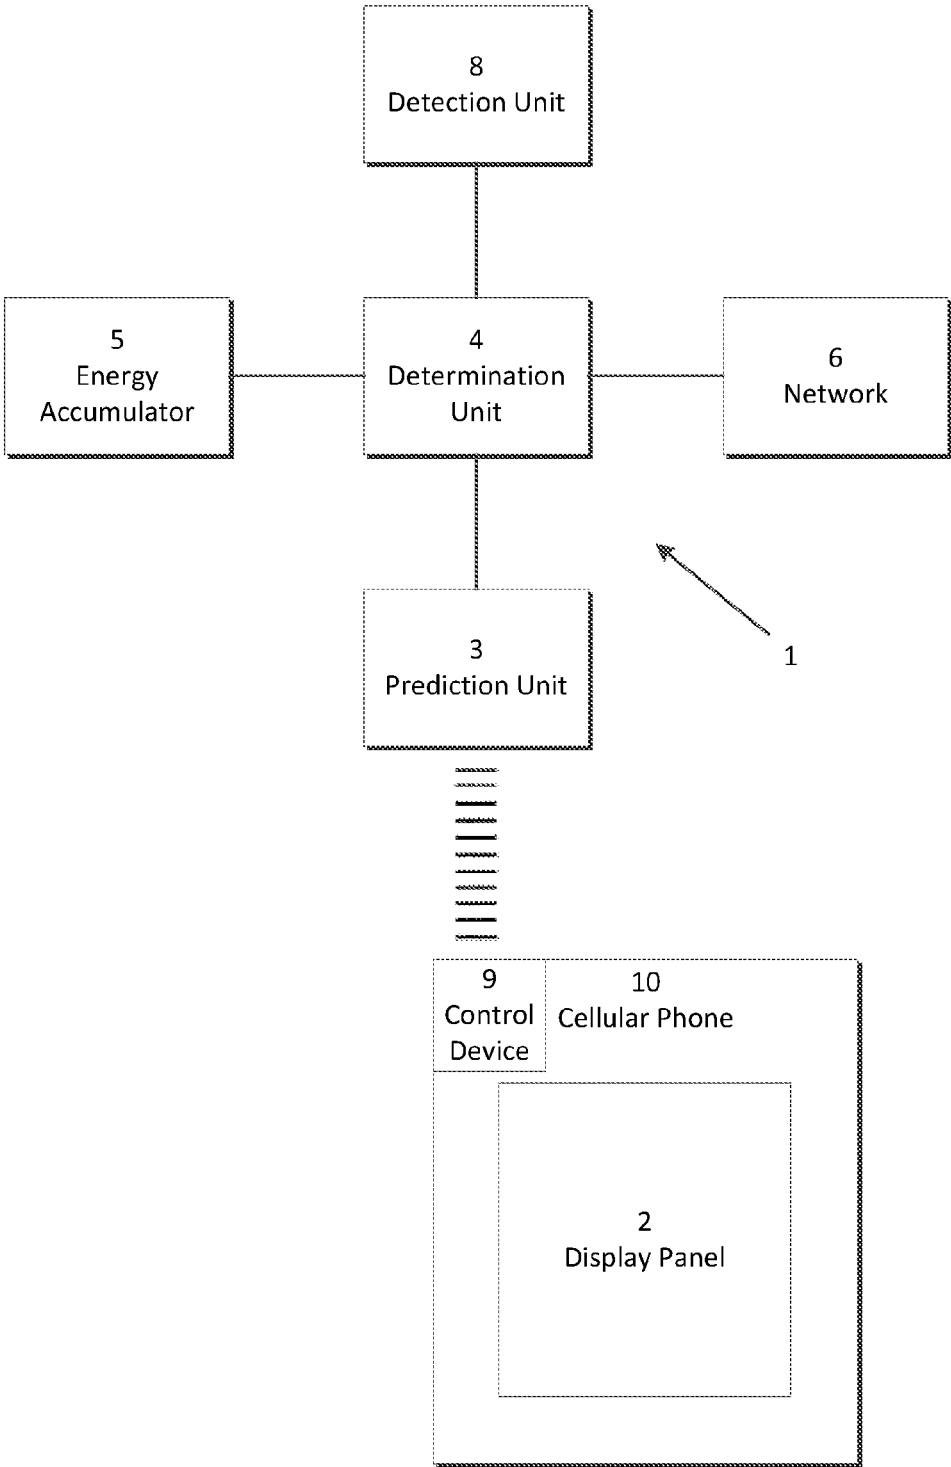 8
Detection Unit
5
Energy
Accumulator
4
Determination
Unit
6
Network
1
3
Prediction Unit
9
Control
Device
10
Cellular Phone
2
Display Panel